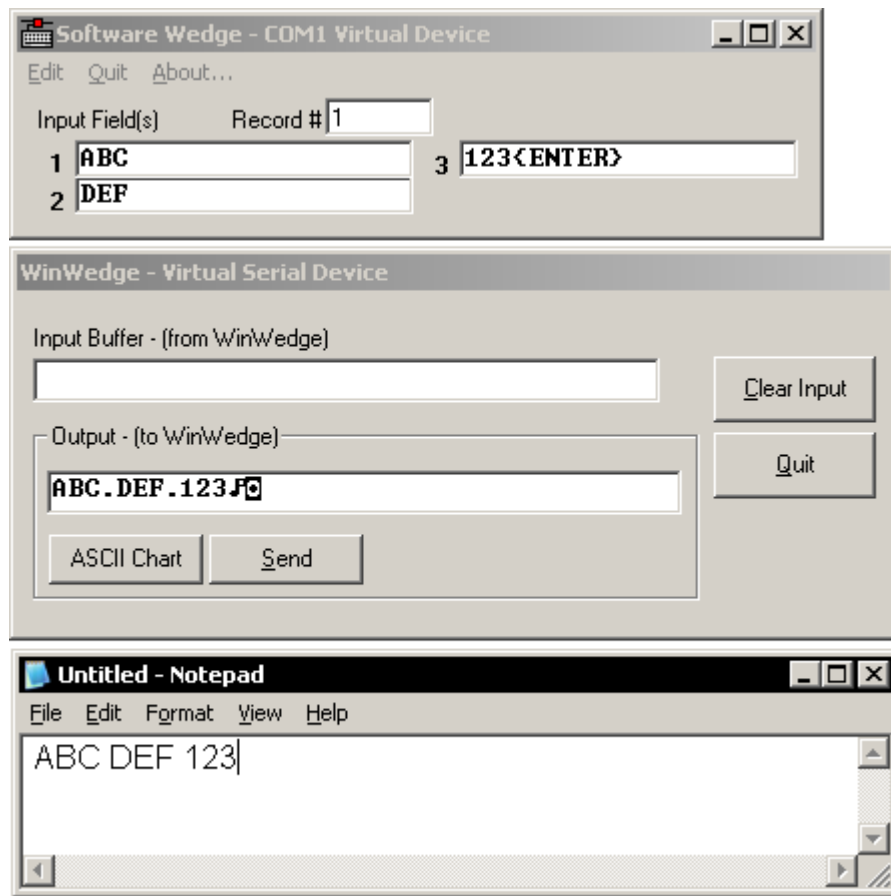 Software Wedge - COM1 Virtual Device
Edit Quit About...
Input Field(s) Record # 1
1 ABC 3 123<ENTER>
2 DEF
WinWedge - Virtual Serial Device
Input Buffer - (from WinWedge)
Clear Input
Output - (to WinWedge)
Quit
ABC.DEF.123♪◙
ASCII Chart Send
Untitled - Notepad
File Edit Format View Help
ABC DEF 123